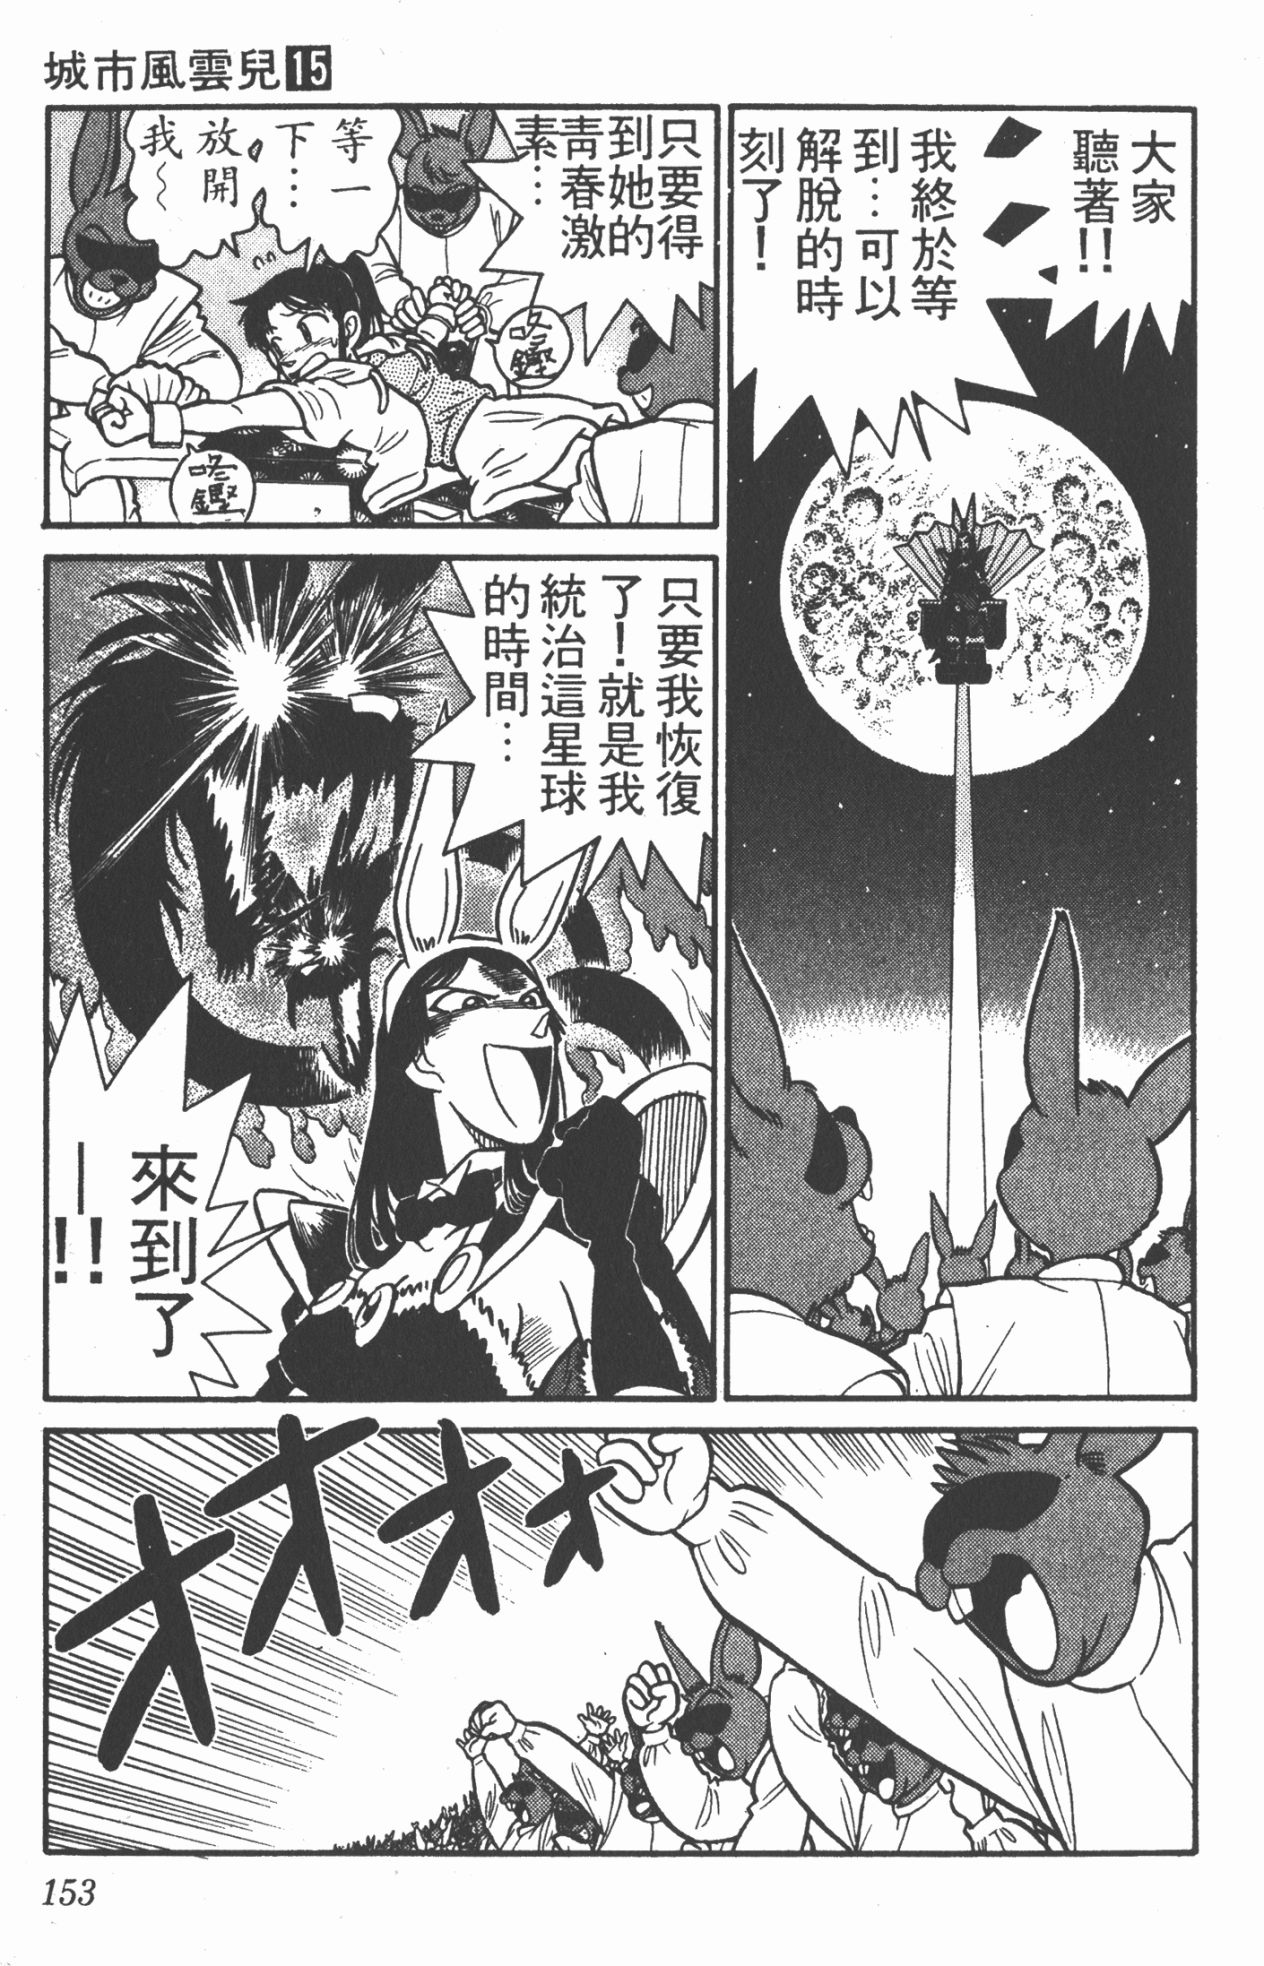 城市風雲兒15
大家
聽著!!
我終於等
到…可以
解脫的時
刻了!
只要得
到她的
青春激
素…
等一
下…
放開
我~
咚鏗
咚鏗
只要我恢復
了!就是我
統治這星球
的時間…
來到了
—!!
オオオオ
153